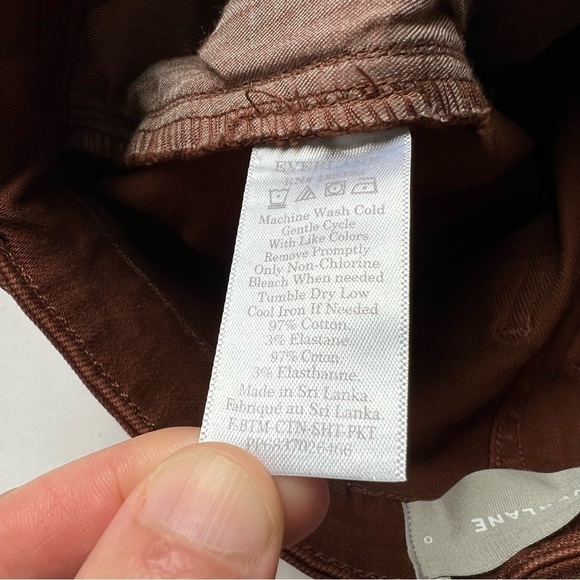 Machine Wash Cold
Gentle Cycle
With Like Colors
Remove Promptly
Only Non-Chlorine
Bleach When needed
Tumble Dry Low
Cool Iron If Needed
97% Cotton.
3% Elastane.
97% Coton.
3% Elasthanne.
Made in Sri Lanka.
Fabriqué au Sri Lanka.
F-BTM-CTN-SHT-PKT
LANE
0